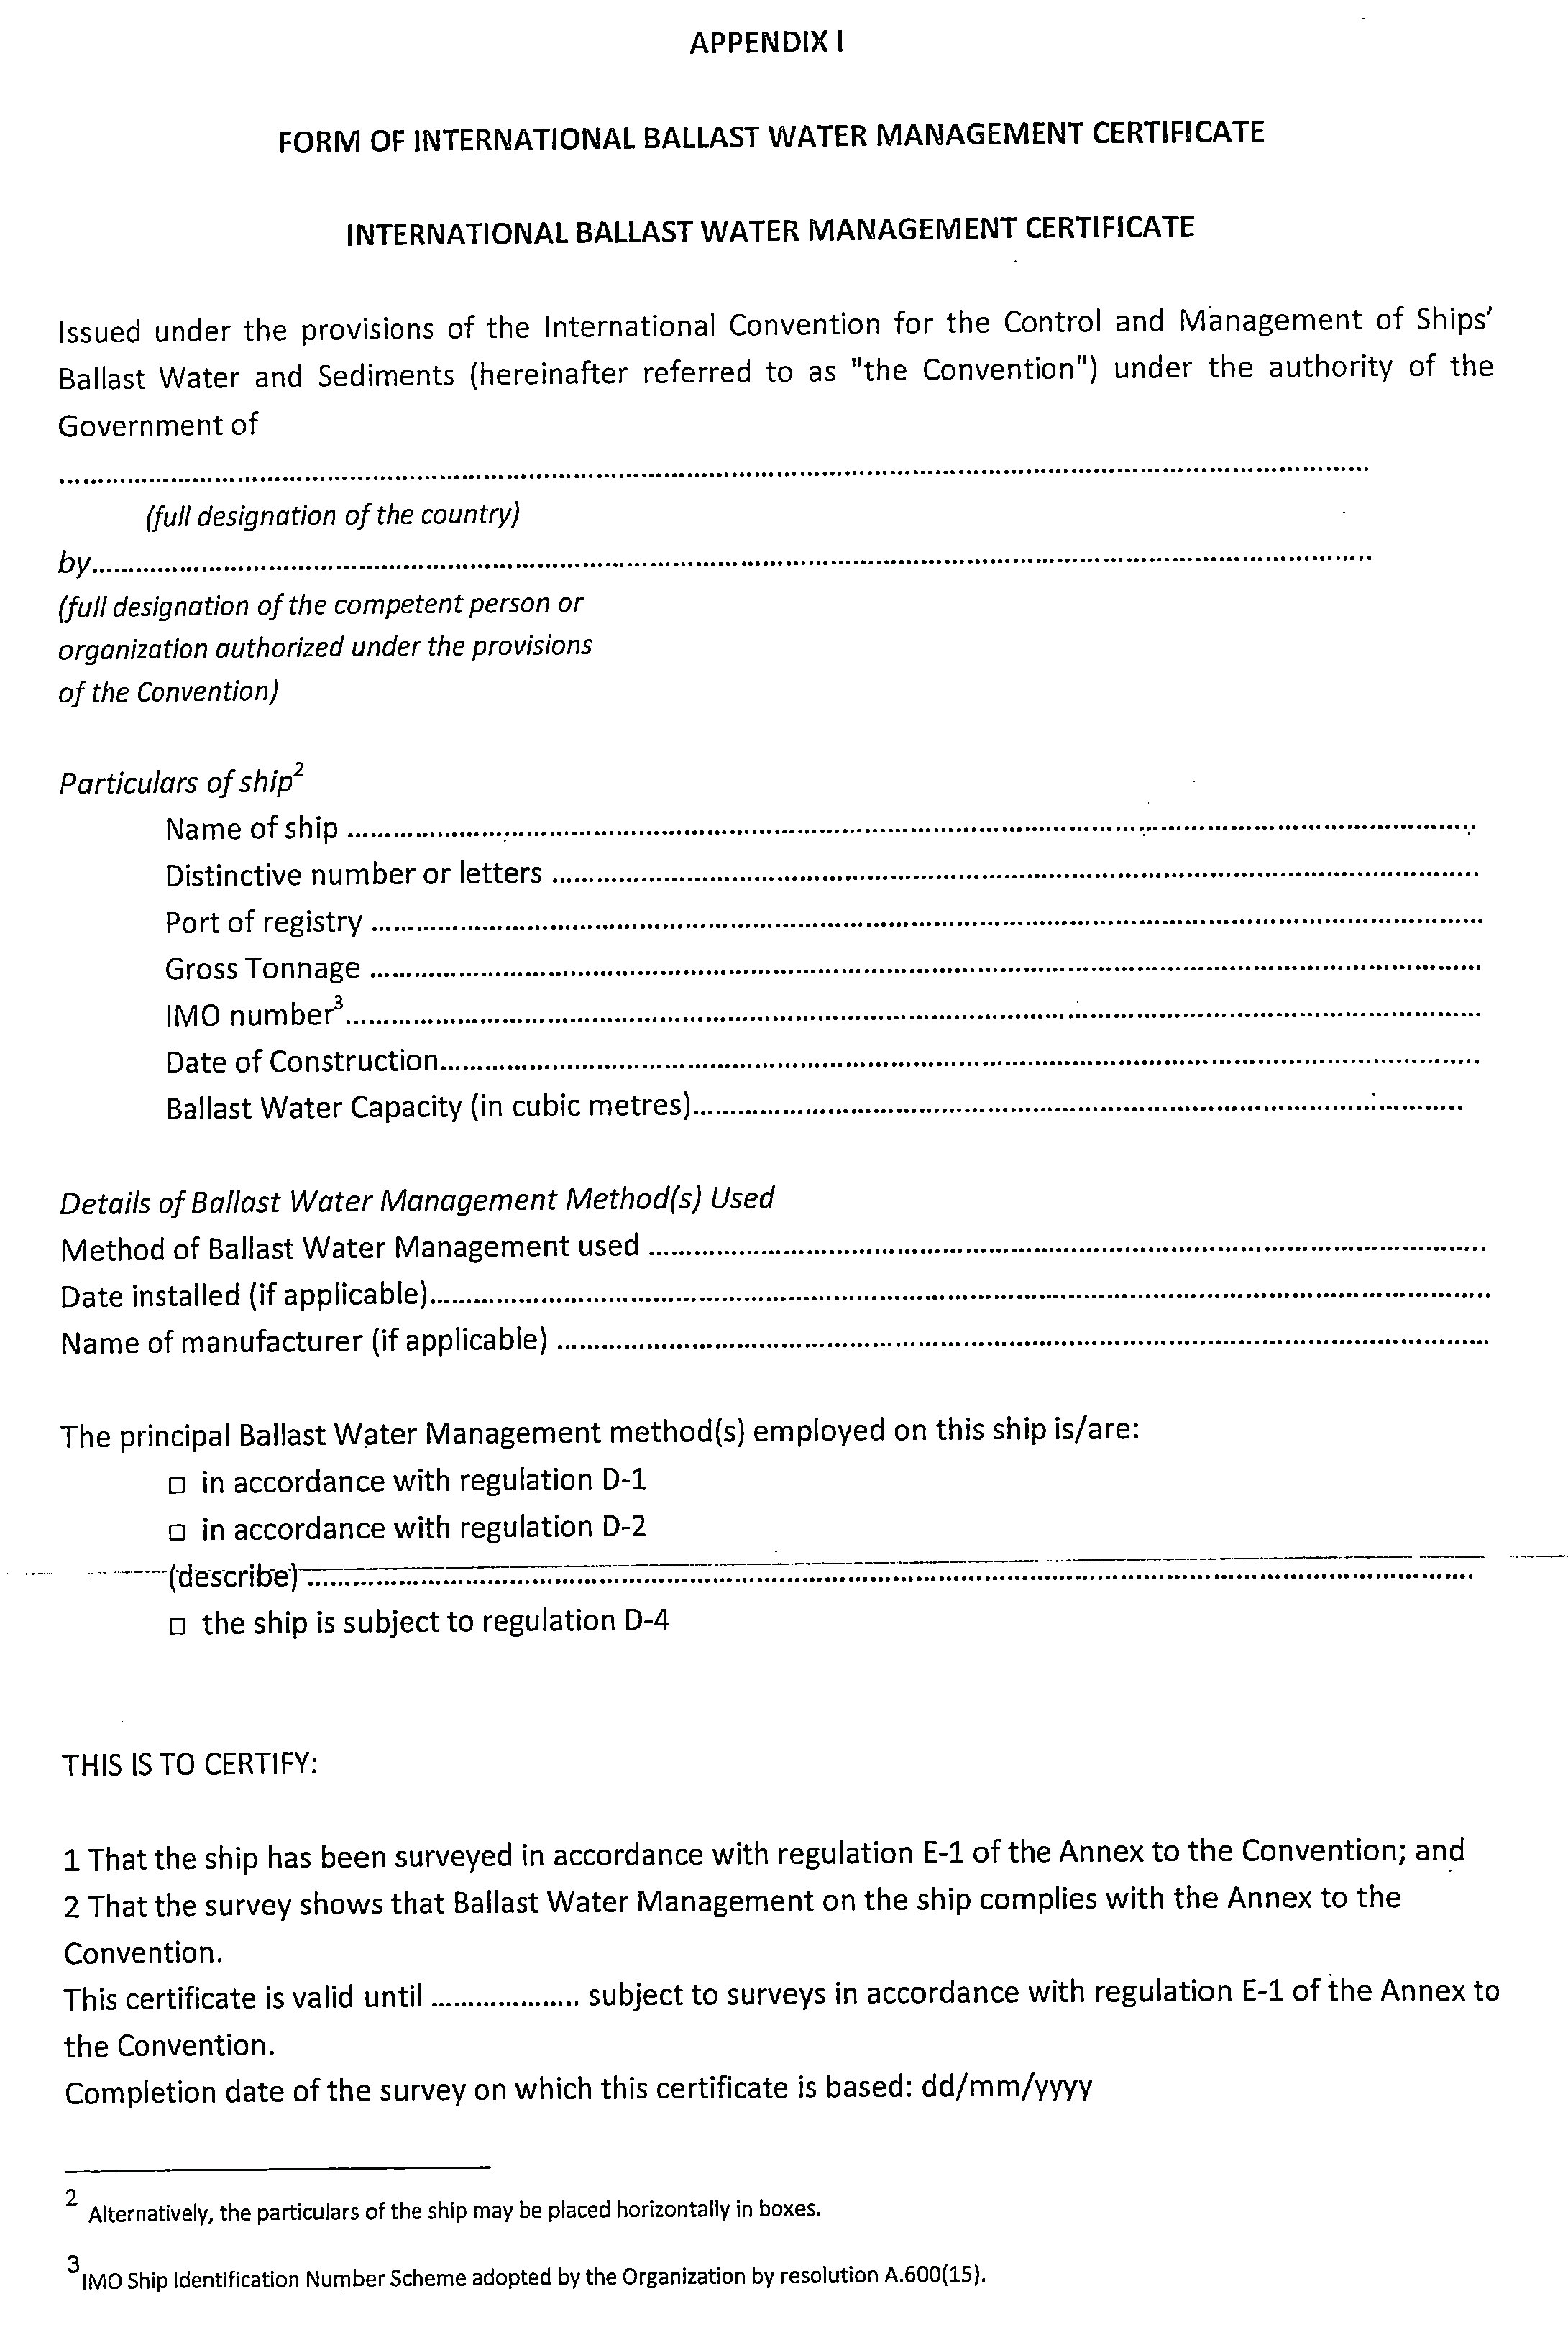 APPENDIX I
FORM OF INTERNATIONAL BALLAST WATER MANAGEMENT CERTIFICATE
INTERNATIONAL BALLAST WATER MANAGEMENT CERTIFICATE
Issued under the provisions of the International Convention for the Control and Management of Ships'
Ballast Water and Sediments (hereinafter referred to as "the Convention") under the authority of the
Government of
..............................................................................................................
(full designation of the country)
by..............................................................................................................
(full designation of the competent person or
organization authorized under the provisions
of the Convention)
Particulars of ship2
Name of ship ..............................................................................................................
Distinctive number or letters ..............................................................................................................
Port of registry ..............................................................................................................
Gross Tonnage ..............................................................................................................
IMO number3..............................................................................................................
Date of Construction..............................................................................................................
Ballast Water Capacity (in cubic metres)..............................................................................................................
Details of Ballast Water Management Method(s) Used
Method of Ballast Water Management used ..............................................................................................................
Date installed (if applicable)..............................................................................................................
Name of manufacturer (if applicable) ..............................................................................................................
The principal Ballast Water Management method(s) employed on this ship is/are:
□ in accordance with regulation D-1
□ in accordance with regulation D-2
(describe) ..............................................................................................................
□ the ship is subject to regulation D-4
THIS IS TO CERTIFY:
1 That the ship has been surveyed in accordance with regulation E-1 of the Annex to the Convention; and
2 That the survey shows that Ballast Water Management on the ship complies with the Annex to the
Convention.
This certificate is valid until .................... subject to surveys in accordance with regulation E-1 of the Annex to
the Convention.
Completion date of the survey on which this certificate is based: dd/mm/yyyy
2 Alternatively, the particulars of the ship may be placed horizontally in boxes.
3 IMO Ship Identification Number Scheme adopted by the Organization by resolution A.600(15).